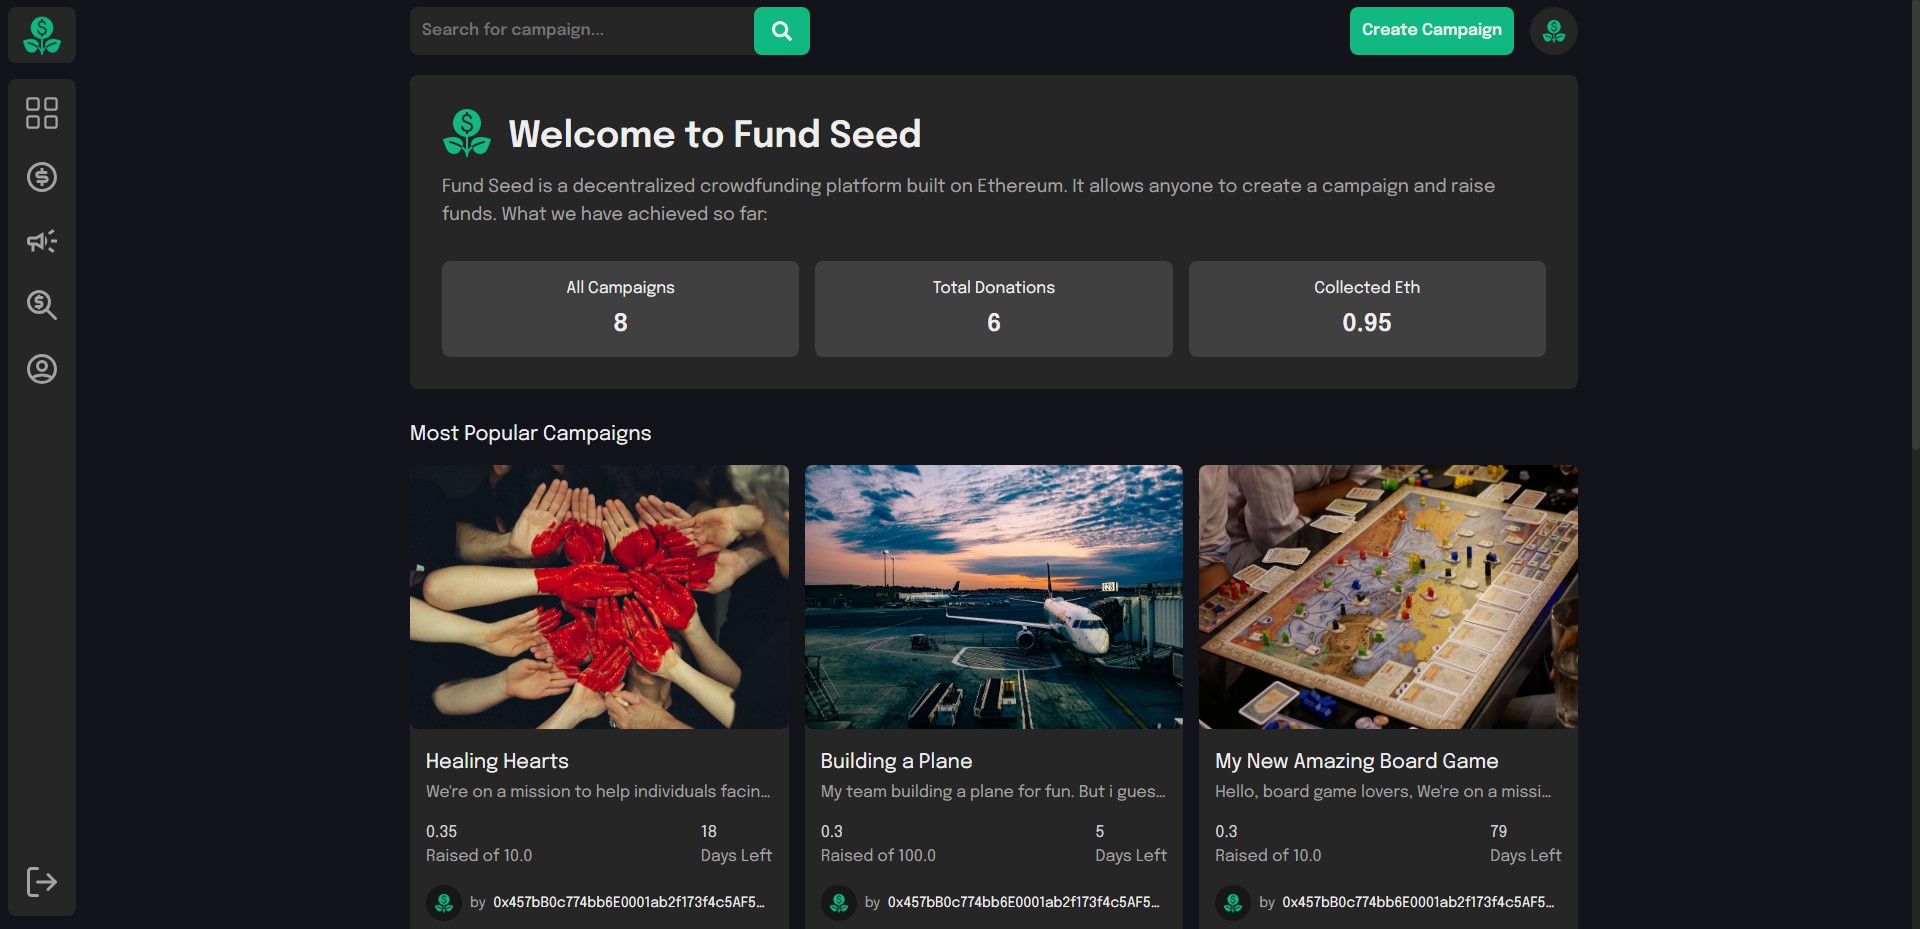 Search for campaign...
Create Campaign
Welcome to Fund Seed
Fund Seed is a decentralized crowdfunding platform built on Ethereum. It allows anyone to create a campaign and raise
funds. What we have achieved so far:
All Campaigns
8
Total Donations
6
Collected Eth
0.95
Most Popular Campaigns
Healing Hearts
We're on a mission to help individuals facin...
0.35
Raised of 10.0
18
Days Left
by 0x457bB0c774bb6E0001ab2f173f4c5AF5...
Building a Plane
My team building a plane for fun. But i gues...
0.3
Raised of 100.0
5
Days Left
by 0x457bB0c774bb6E0001ab2f173f4c5AF5...
My New Amazing Board Game
Hello, board game lovers, We're on a missi...
0.3
Raised of 10.0
79
Days Left
by 0x457bB0c774bb6E0001ab2f173f4c5AF5...